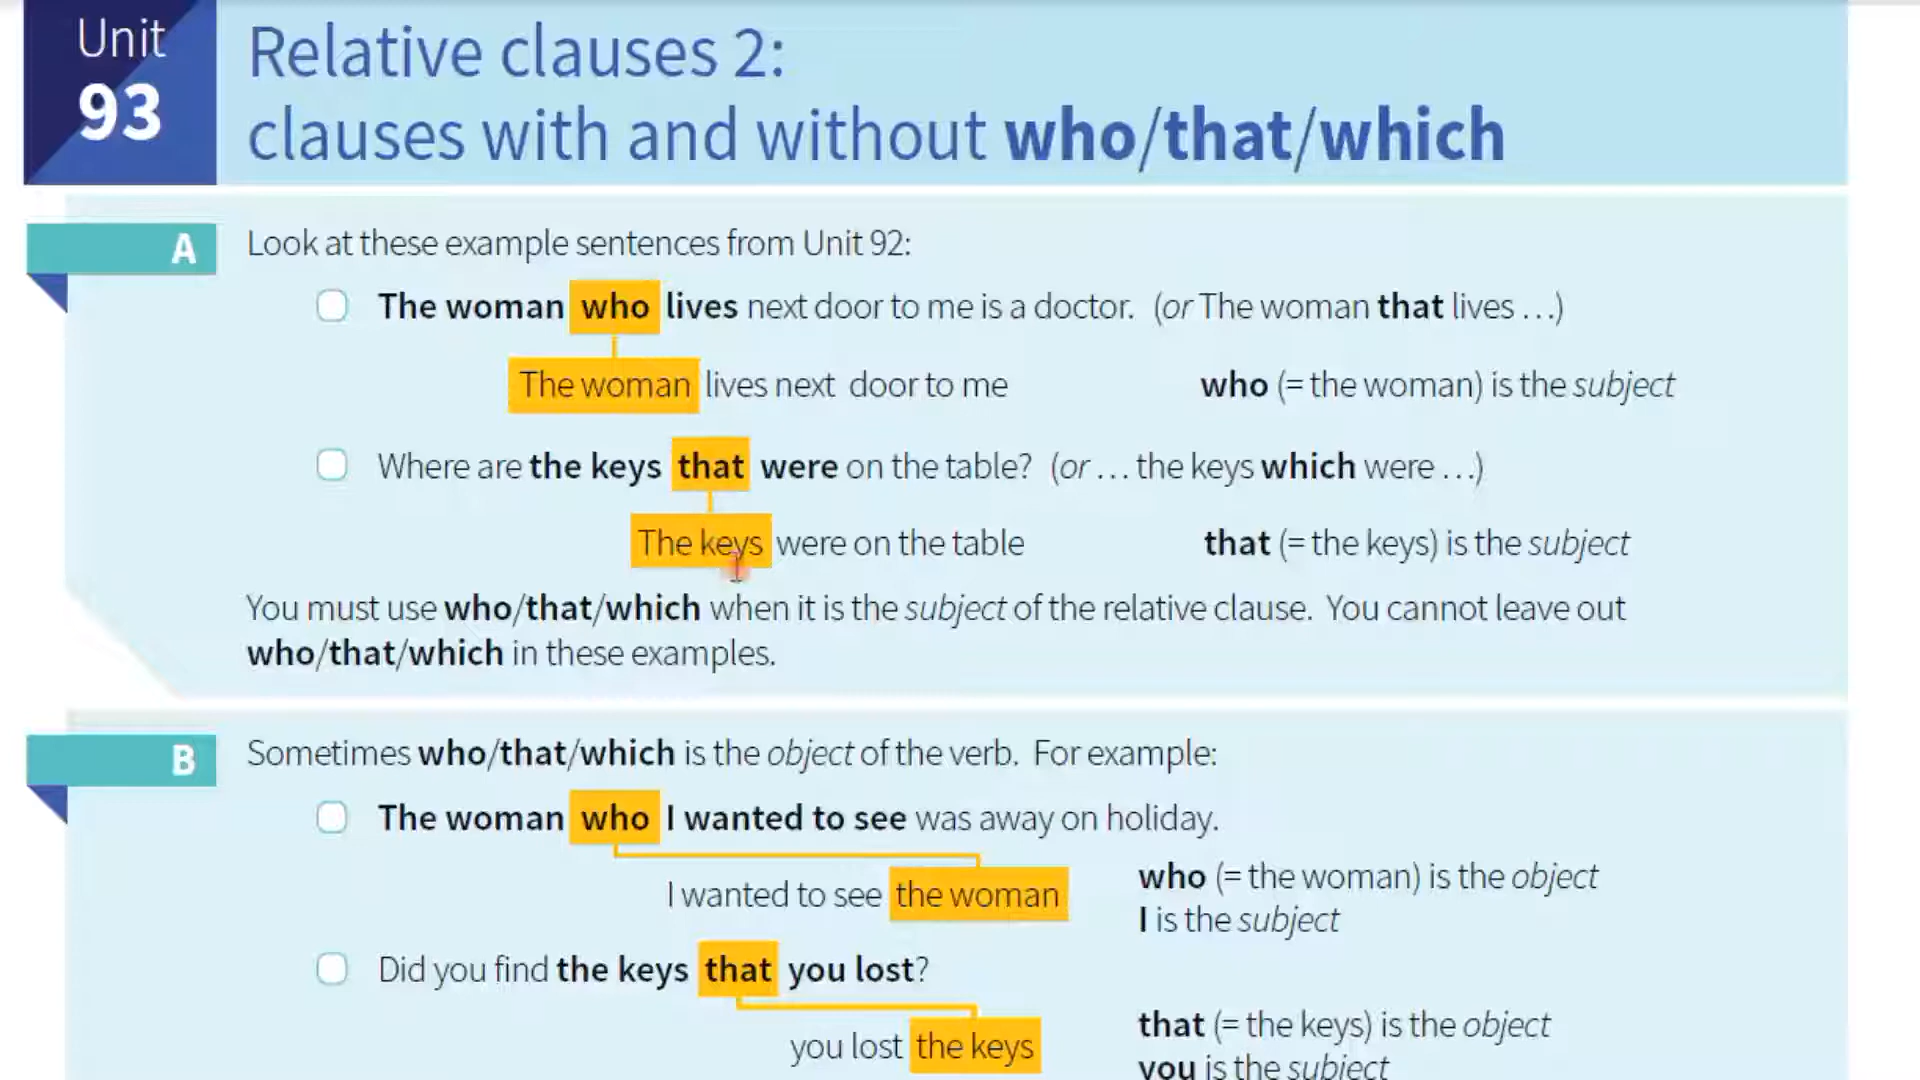 Unit
93
Relative clauses 2:
clauses with and without who/that/which
A
Look at these example sentences from Unit 92:
The woman who lives next door to me is a doctor. (or The woman that lives …)
The woman lives next door to me
who (= the woman) is the subject
Where are the keys that were on the table? (or … the keys which were …)
The keys were on the table
that (= the keys) is the subject
You must use who/that/which when it is the subject of the relative clause. You cannot leave out
who/that/which in these examples.
B
Sometimes who/that/which is the object of the verb. For example:
The woman who I wanted to see was away on holiday.
I wanted to see the woman
who (= the woman) is the object
I is the subject
Did you find the keys that you lost?
you lost the keys
that (= the keys) is the object
you is the subject